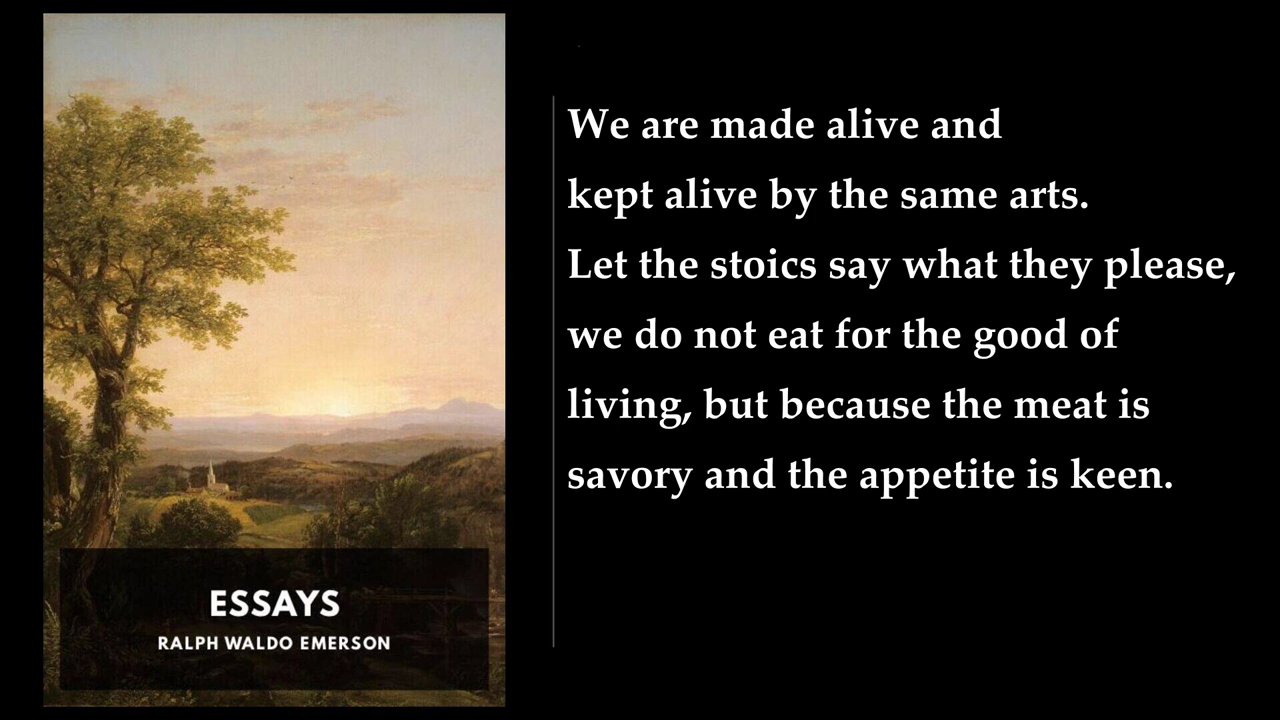 ESSAYS
RALPH WALDO EMERSON
We are made alive and
kept alive by the same arts.
Let the stoics say what they please,
we do not eat for the good of
living, but because the meat is
savory and the appetite is keen.